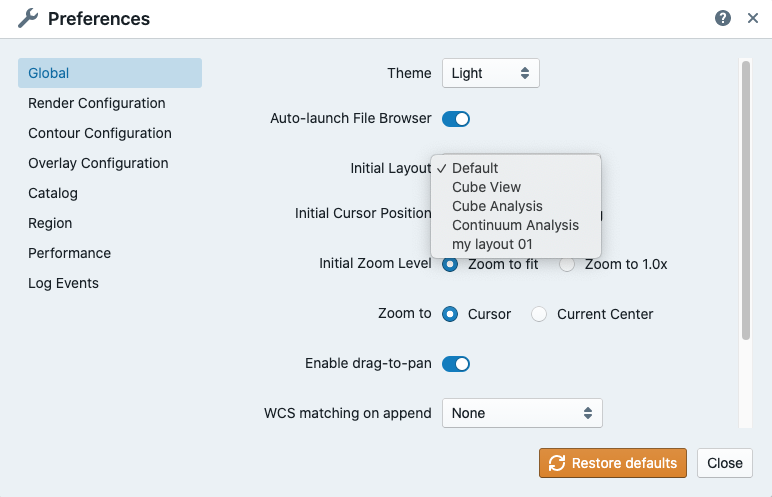 Preferences
Global
Render Configuration
Contour Configuration
Overlay Configuration
Catalog
Region
Performance
Log Events
Theme Light
Auto-launch File Browser
Initial Layout
Default
Cube View
Cube Analysis
Continuum Analysis
my layout 01
Initial Cursor Position
Initial Zoom Level Zoom to fit Zoom to 1.0x
Zoom to Cursor Current Center
Enable drag-to-pan
WCS matching on append None
Restore defaults Close